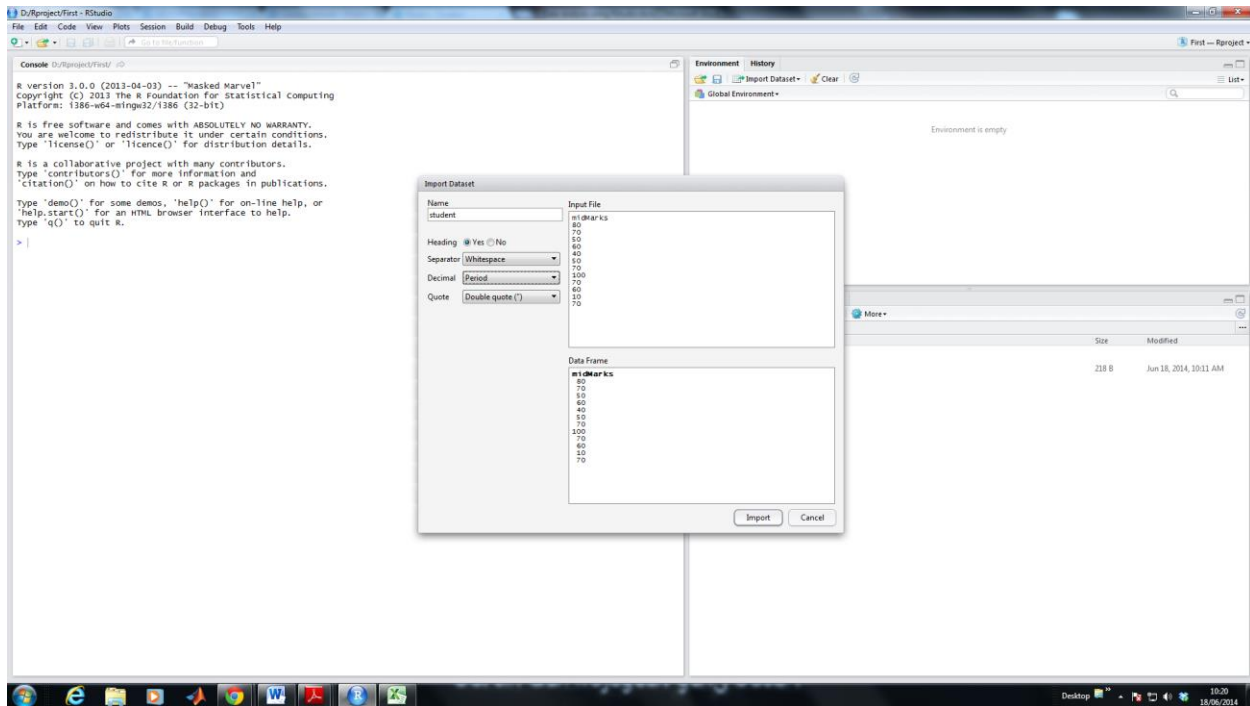 D:/Rproject/First - RStudio
File Edit Code View Plots Session Build Debug Tools Help
Go to file/function
First — Rproject
Console D:/Rproject/First/
R version 3.0.0 (2013-04-03) -- "Masked Marvel"
Copyright (C) 2013 The R Foundation for Statistical Computing
Platform: i386-w64-mingw32/i386 (32-bit)
R is free software and comes with ABSOLUTELY NO WARRANTY.
You are welcome to redistribute it under certain conditions.
Type 'license()' or 'licence()' for distribution details.
R is a collaborative project with many contributors.
Type 'contributors()' for more information and
'citation()' on how to cite R or R packages in publications.
Type 'demo()' for some demos, 'help()' for on-line help, or
'help.start()' for an HTML browser interface to help.
Type 'q()' to quit R.
>
Environment History
Import Dataset Clear
List
Global Environment
Environment is empty
Import Dataset
Name
student
Heading Yes No
Separator Whitespace
Decimal Period
Quote Double quote (")
Input File
midMarks
80
70
50
60
40
50
70
100
70
60
10
70
Data Frame
midMarks
80
70
50
60
40
50
70
100
70
60
10
70
Import Cancel
More
Size Modified
218 B Jun 18, 2014, 10:11 AM
Desktop
10:20
18/06/2014